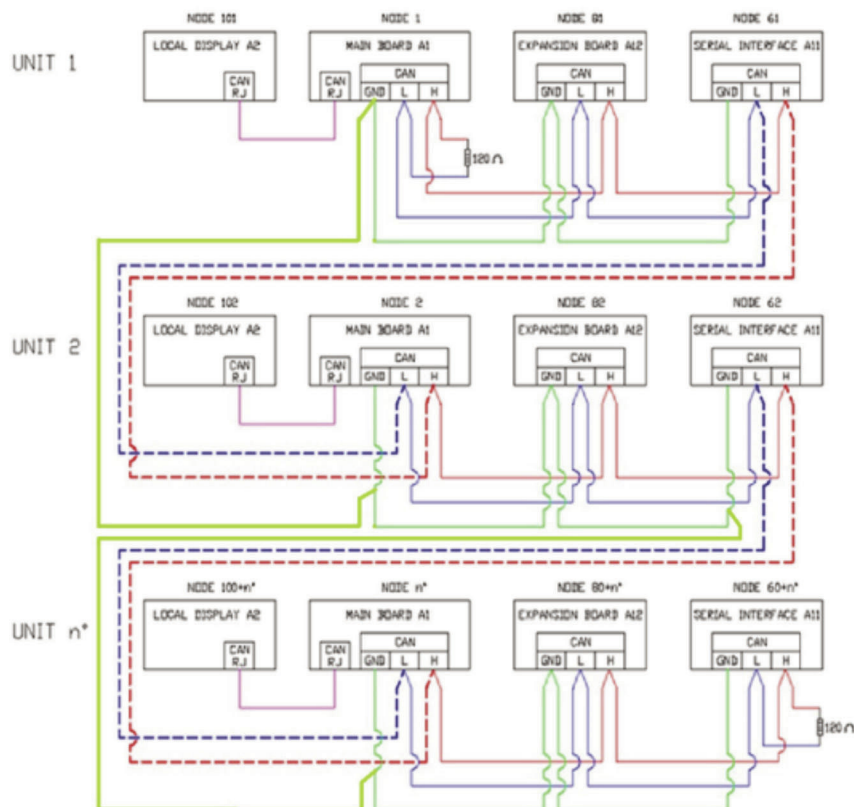 NODE 101
NODE 1
NODE 81
NODE 61
UNIT 1
LOCAL DISPLAY A2
MAIN BOARD A1
EXPANSION BOARD A12
SERIAL INTERFACE A11
CAN
RJ
CAN
RJ
CAN
GND L H
CAN
GND L H
CAN
GND L H
120Ω
NODE 102
NODE 2
NODE 82
NODE 62
UNIT 2
LOCAL DISPLAY A2
MAIN BOARD A1
EXPANSION BOARD A12
SERIAL INTERFACE A11
CAN
RJ
CAN
RJ
CAN
GND L H
CAN
GND L H
CAN
GND L H
NODE 100+n°
NODE n°
NODE 80+n°
NODE 60+n°
UNIT n°
LOCAL DISPLAY A2
MAIN BOARD A1
EXPANSION BOARD A12
SERIAL INTERFACE A11
CAN
RJ
CAN
RJ
CAN
GND L H
CAN
GND L H
CAN
GND L H
120Ω